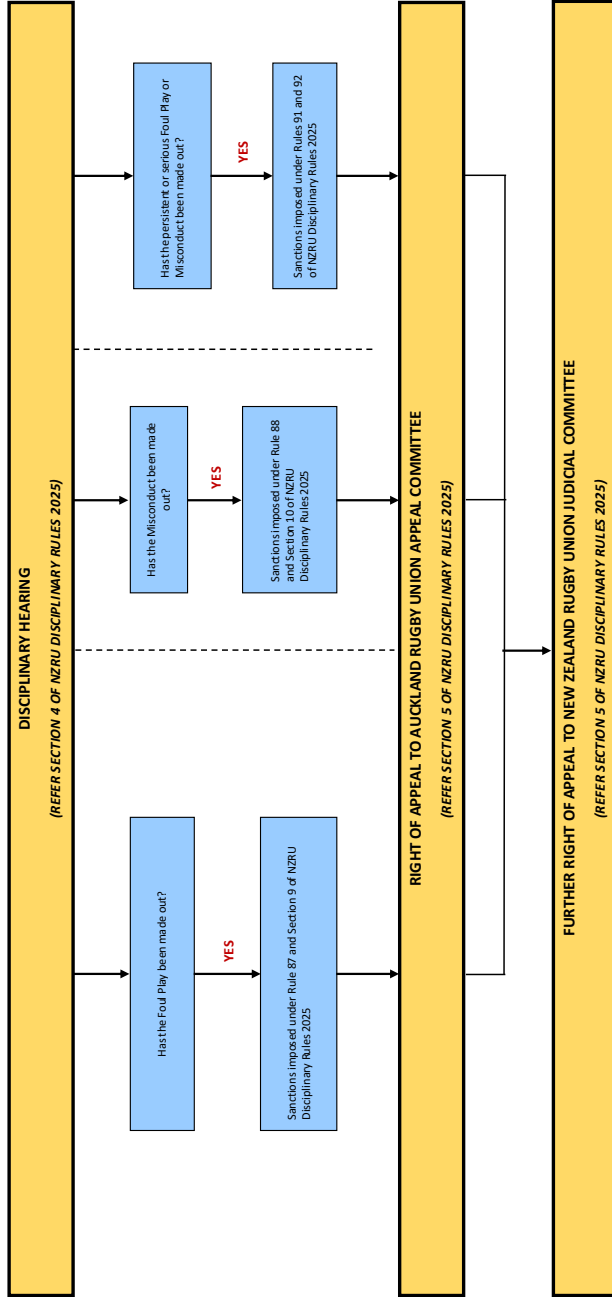 DISCIPLINARY HEARING
(REFER SECTION 4 OF NZRU DISCIPLINARY RULES 2025)
Has the Foul Play been made out?
YES
Sanctions imposed under Rule 87 and Section 9 of NZRU
Disciplinary Rules 2025
Has the Misconduct been made
out?
YES
Sanctions imposed under Rule 88
and Section 10 of NZRU
Disciplinary Rules 2025
Has the persistent or serious Foul Play or
Misconduct been made out?
YES
Sanctions imposed under Rules 91 and 92
of NZRU Disciplinary Rules 2025
RIGHT OF APPEAL TO AUCKLAND RUGBY UNION APPEAL COMMITTEE
(REFER SECTION 5 OF NZRU DISCIPLINARY RULES 2025)
FURTHER RIGHT OF APPEAL TO NEW ZEALAND RUGBY UNION JUDICIAL COMMITTEE
(REFER SECTION 5 OF NZRU DISCIPLINARY RULES 2025)